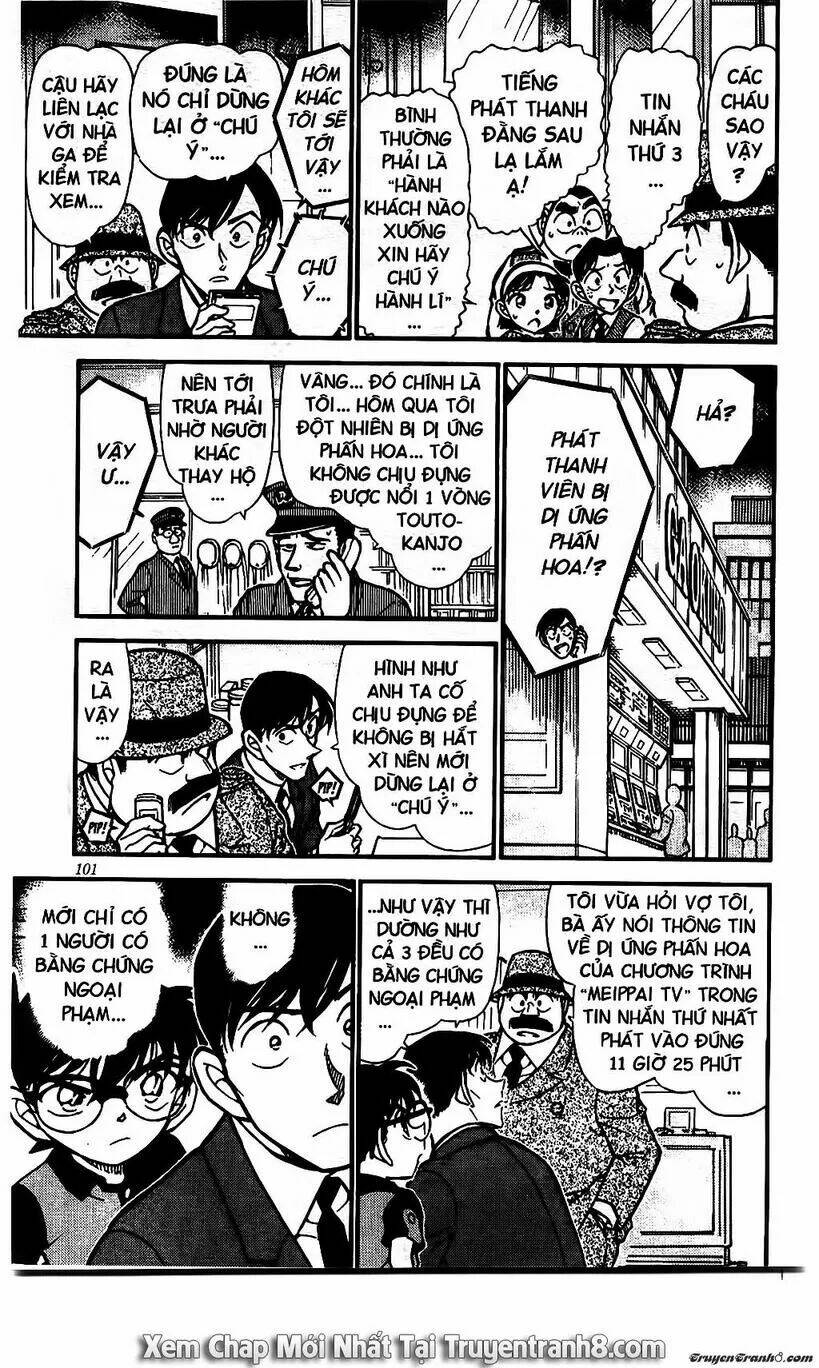 CÁC
CHÁU
SAO
VẬY?
TIN
NHẮN
THỨ 3
...
TIẾNG
PHÁT THANH
ĐẰNG SAU
LẠ LẮM
Ạ!
BÌNH
THƯỜNG
PHẢI LÀ
"HÀNH
KHÁCH NÀO
XUỐNG
XIN HÃY
CHÚ Ý
HÀNH LÍ"
...
HÔM
KHÁC
TÔI SẼ
TỚI
VẬY
...
CHÚ
Ý...
ĐÚNG LÀ
NÓ CHỈ DỪNG
LẠI Ở "CHÚ
Ý"...
CẬU HÃY
LIÊN LẠC
VỚI NHÀ
GA ĐỂ
KIỂM TRA
XEM...
HẢ?
PHÁT
THANH
VIÊN BỊ
DỊ ỨNG
PHẤN
HOA!?
VÂNG... ĐÓ CHÍNH LÀ
TÔI... HÔM QUA TÔI
ĐỘT NHIÊN BỊ DỊ ỨNG
PHẤN HOA... TÔI
KHÔNG CHỊU ĐỰNG
ĐƯỢC NỔI 1 VÒNG
TOUTO-
KANJO
...
NÊN TỚI
TRƯA PHẢI
NHỜ NGƯỜI
KHÁC
THAY HỘ
...
VẬY
Ư...
HÌNH NHƯ
ANH TA CỐ
CHỊU ĐỰNG ĐỂ
KHÔNG BỊ HẮT
XÌ NÊN MỚI
DỪNG LẠI Ở
"CHÚ Ý"...
PIP!
PIP!
RA
LÀ
VẬY...
101
TÔI VỪA HỎI VỢ TÔI,
BÀ ẤY NÓI THÔNG TIN
VỀ DỊ ỨNG PHẤN HOA
CỦA CHƯƠNG TRÌNH
"MEIPPAI TV" TRONG
TIN NHẮN THỨ NHẤT
PHÁT VÀO ĐÚNG
11 GIỜ 25 PHÚT
...
...NHƯ VẬY THÌ
DƯỜNG NHƯ
CẢ 3 ĐỀU CÓ
BẰNG CHỨNG
NGOẠI PHẠM
...
KHÔNG
...
MỚI CHỈ CÓ
1 NGƯỜI CÓ
BẰNG CHỨNG
NGOẠI
PHẠM...
Xem Chap Mới Nhất Tại Truyentranh8.com
TruyenTranh8.com